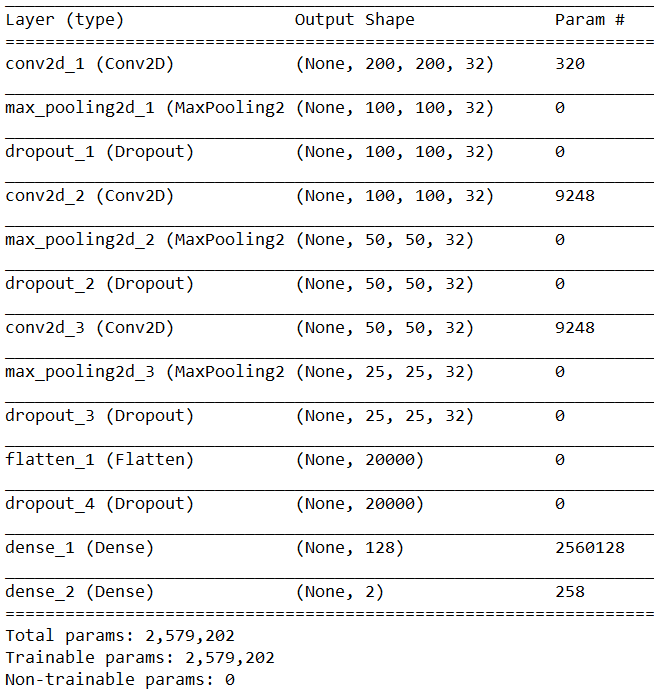 Layer (type) Output Shape Param #
conv2d_1 (Conv2D) (None, 200, 200, 32) 320
max_pooling2d_1 (MaxPooling2 (None, 100, 100, 32) 0
dropout_1 (Dropout) (None, 100, 100, 32) 0
conv2d_2 (Conv2D) (None, 100, 100, 32) 9248
max_pooling2d_2 (MaxPooling2 (None, 50, 50, 32) 0
dropout_2 (Dropout) (None, 50, 50, 32) 0
conv2d_3 (Conv2D) (None, 50, 50, 32) 9248
max_pooling2d_3 (MaxPooling2 (None, 25, 25, 32) 0
dropout_3 (Dropout) (None, 25, 25, 32) 0
flatten_1 (Flatten) (None, 20000) 0
dropout_4 (Dropout) (None, 20000) 0
dense_1 (Dense) (None, 128) 2560128
dense_2 (Dense) (None, 2) 258
Total params: 2,579,202
Trainable params: 2,579,202
Non-trainable params: 0